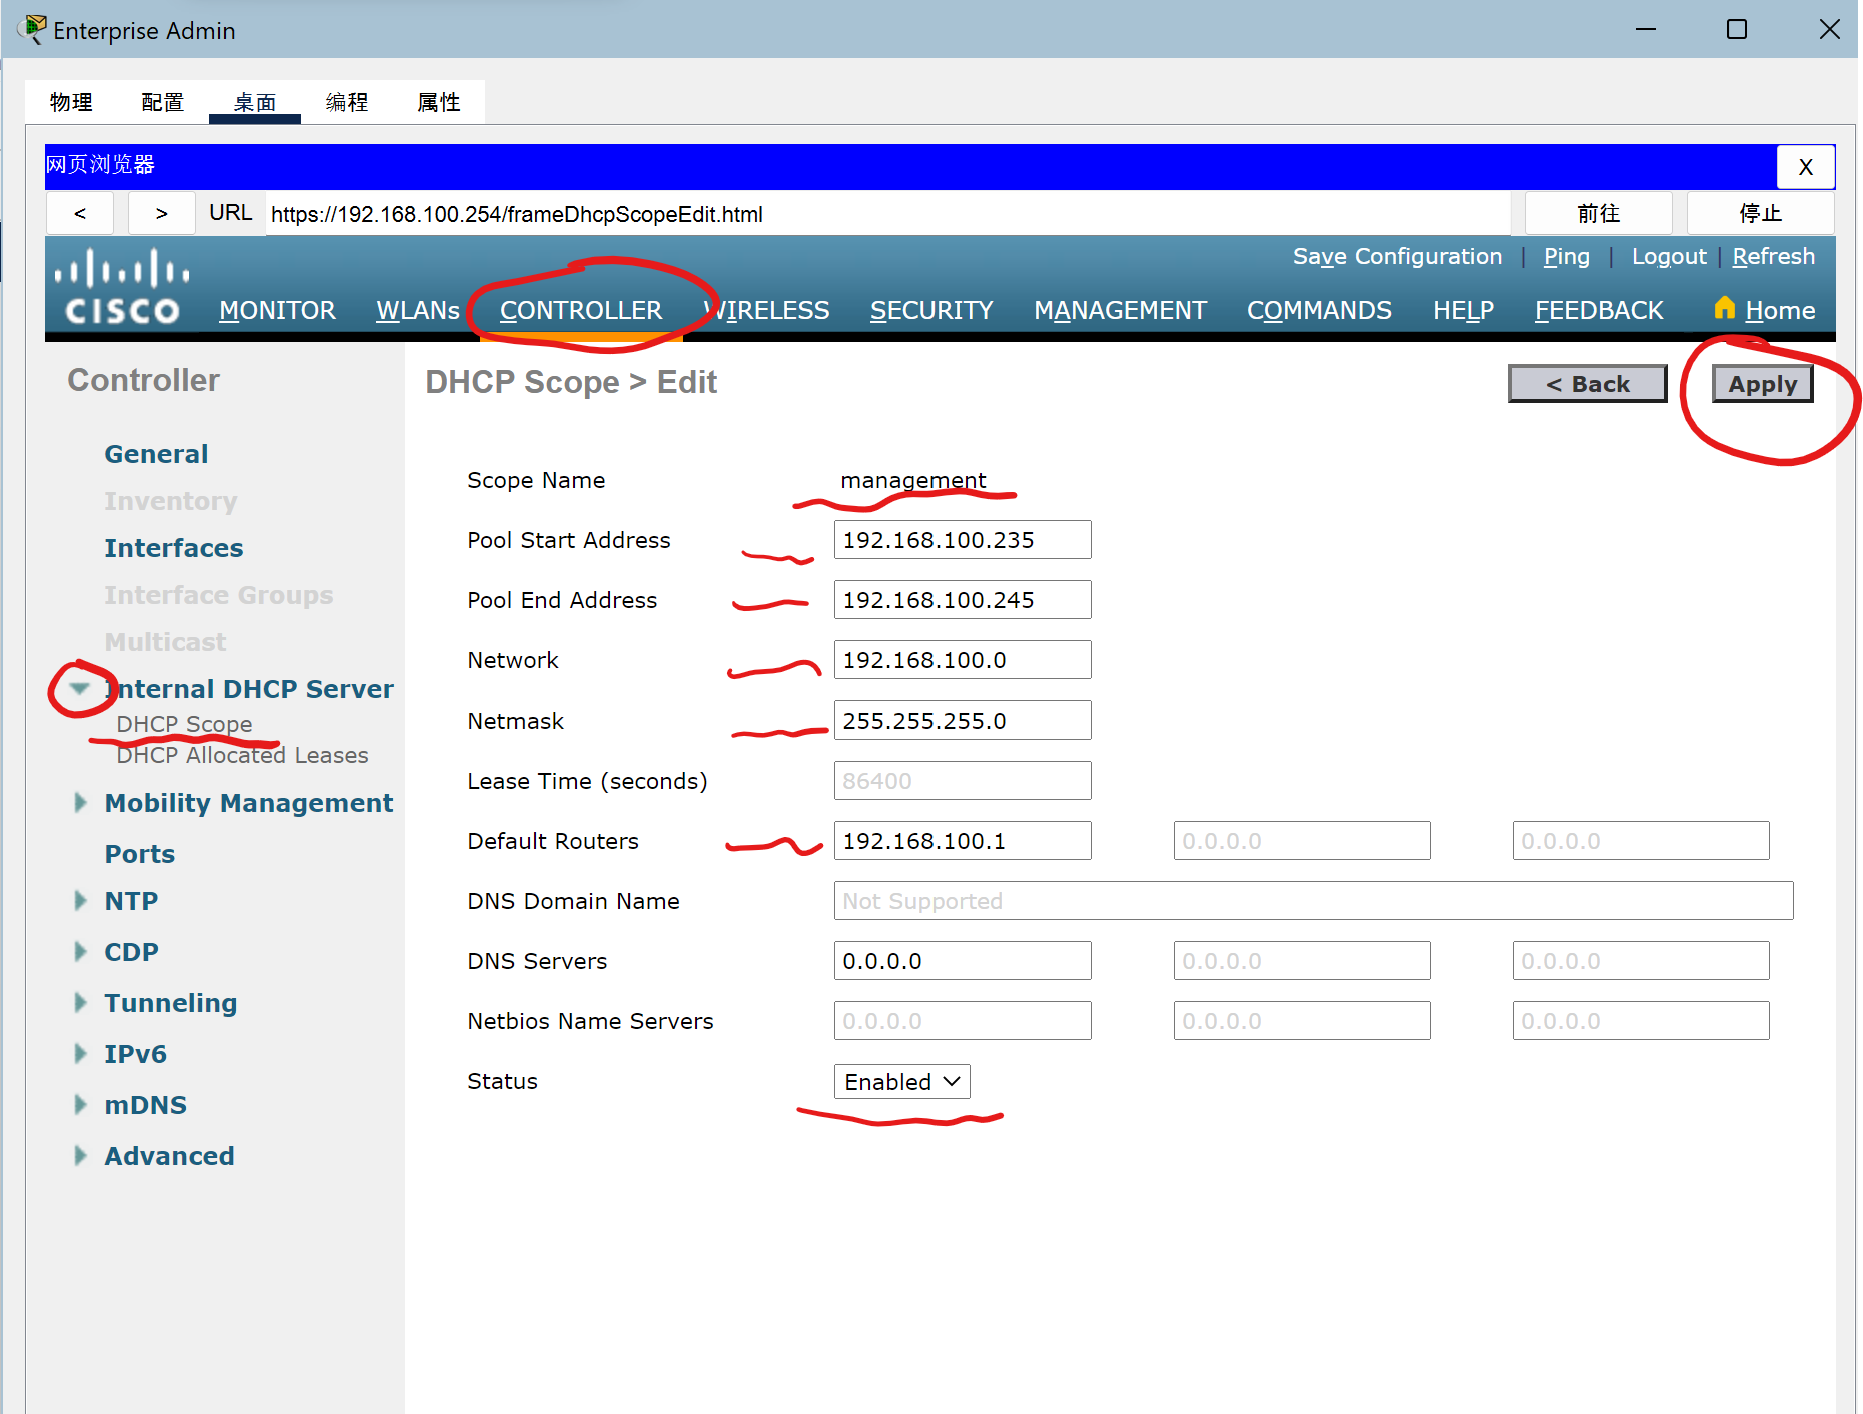 Enterprise Admin
物理 配置 桌面 编程 属性
网页浏览器 X
< > URL https://192.168.100.254/frameDhcpScopeEdit.html 前往 停止
Save Configuration | Ping | Logout | Refresh
CISCO MONITOR WLANs CONTROLLER WIRELESS SECURITY MANAGEMENT COMMANDS HELP FEEDBACK Home
Controller
General
Inventory
Interfaces
Interface Groups
Multicast
Internal DHCP Server
DHCP Scope
DHCP Allocated Leases
Mobility Management
Ports
NTP
CDP
Tunneling
IPv6
mDNS
Advanced
DHCP Scope > Edit < Back Apply
Scope Name management
Pool Start Address 192.168.100.235
Pool End Address 192.168.100.245
Network 192.168.100.0
Netmask 255.255.255.0
Lease Time (seconds) 86400
Default Routers 192.168.100.1 0.0.0.0 0.0.0.0
DNS Domain Name Not Supported
DNS Servers 0.0.0.0 0.0.0.0 0.0.0.0
Netbios Name Servers 0.0.0.0 0.0.0.0 0.0.0.0
Status Enabled